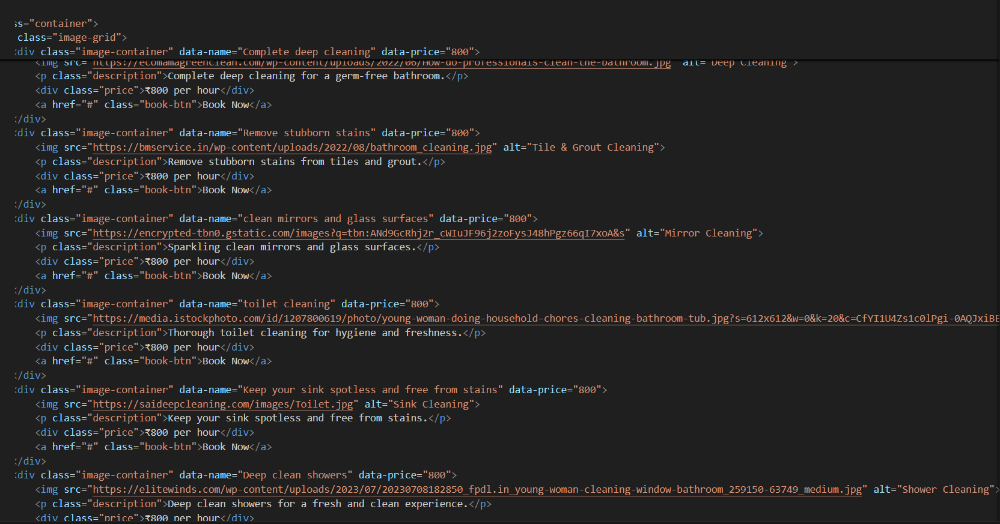 ss="container">
class="image-grid">
<div class="image-container" data-name="Complete deep cleaning" data-price="800">
<img src="https://ecomamagreenclean.com/wp-content/uploads/2022/06/How-do-professionals-clean-the-bathroom.jpg" alt="Deep Cleaning">
<p class="description">Complete deep cleaning for a germ-free bathroom.</p>
<div class="price">₹800 per hour</div>
<a href="#" class="book-btn">Book Now</a>
</div>
<div class="image-container" data-name="Remove stubborn stains" data-price="800">
<img src="https://bmservice.in/wp-content/uploads/2022/08/bathroom_cleaning.jpg" alt="Tile & Grout Cleaning">
<p class="description">Remove stubborn stains from tiles and grout.</p>
<div class="price">₹800 per hour</div>
<a href="#" class="book-btn">Book Now</a>
</div>
<div class="image-container" data-name="clean mirrors and glass surfaces" data-price="800">
<img src="https://encrypted-tbn0.gstatic.com/images?q=tbn:ANd9GcRhj2r_cWIuJF96j2zoFysJ48hPgz66qI7xoA&s" alt="Mirror Cleaning">
<p class="description">Sparkling clean mirrors and glass surfaces.</p>
<div class="price">₹800 per hour</div>
<a href="#" class="book-btn">Book Now</a>
</div>
<div class="image-container" data-name="toilet cleaning" data-price="800">
<img src="https://media.istockphoto.com/id/1207800619/photo/young-woman-doing-household-chores-cleaning-bathroom-tub.jpg?s=612x612&w=0&k=20&c=CfYI1U4Zs1c0lPgi-0AQJxiBE
<p class="description">Thorough toilet cleaning for hygiene and freshness.</p>
<div class="price">₹800 per hour</div>
<a href="#" class="book-btn">Book Now</a>
</div>
<div class="image-container" data-name="Keep your sink spotless and free from stains" data-price="800">
<img src="https://saideepcleaning.com/images/Toilet.jpg" alt="Sink Cleaning">
<p class="description">Keep your sink spotless and free from stains.</p>
<div class="price">₹800 per hour</div>
<a href="#" class="book-btn">Book Now</a>
</div>
<div class="image-container" data-name="Deep clean showers" data-price="800">
<img src="https://elitewinds.com/wp-content/uploads/2023/07/20230708182850_fpdl.in_young-woman-cleaning-window-bathroom_259150-63749_medium.jpg" alt="Shower Cleaning">
<p class="description">Deep clean showers for a fresh and clean experience.</p>
<div class="price">₹800 per hour</div>